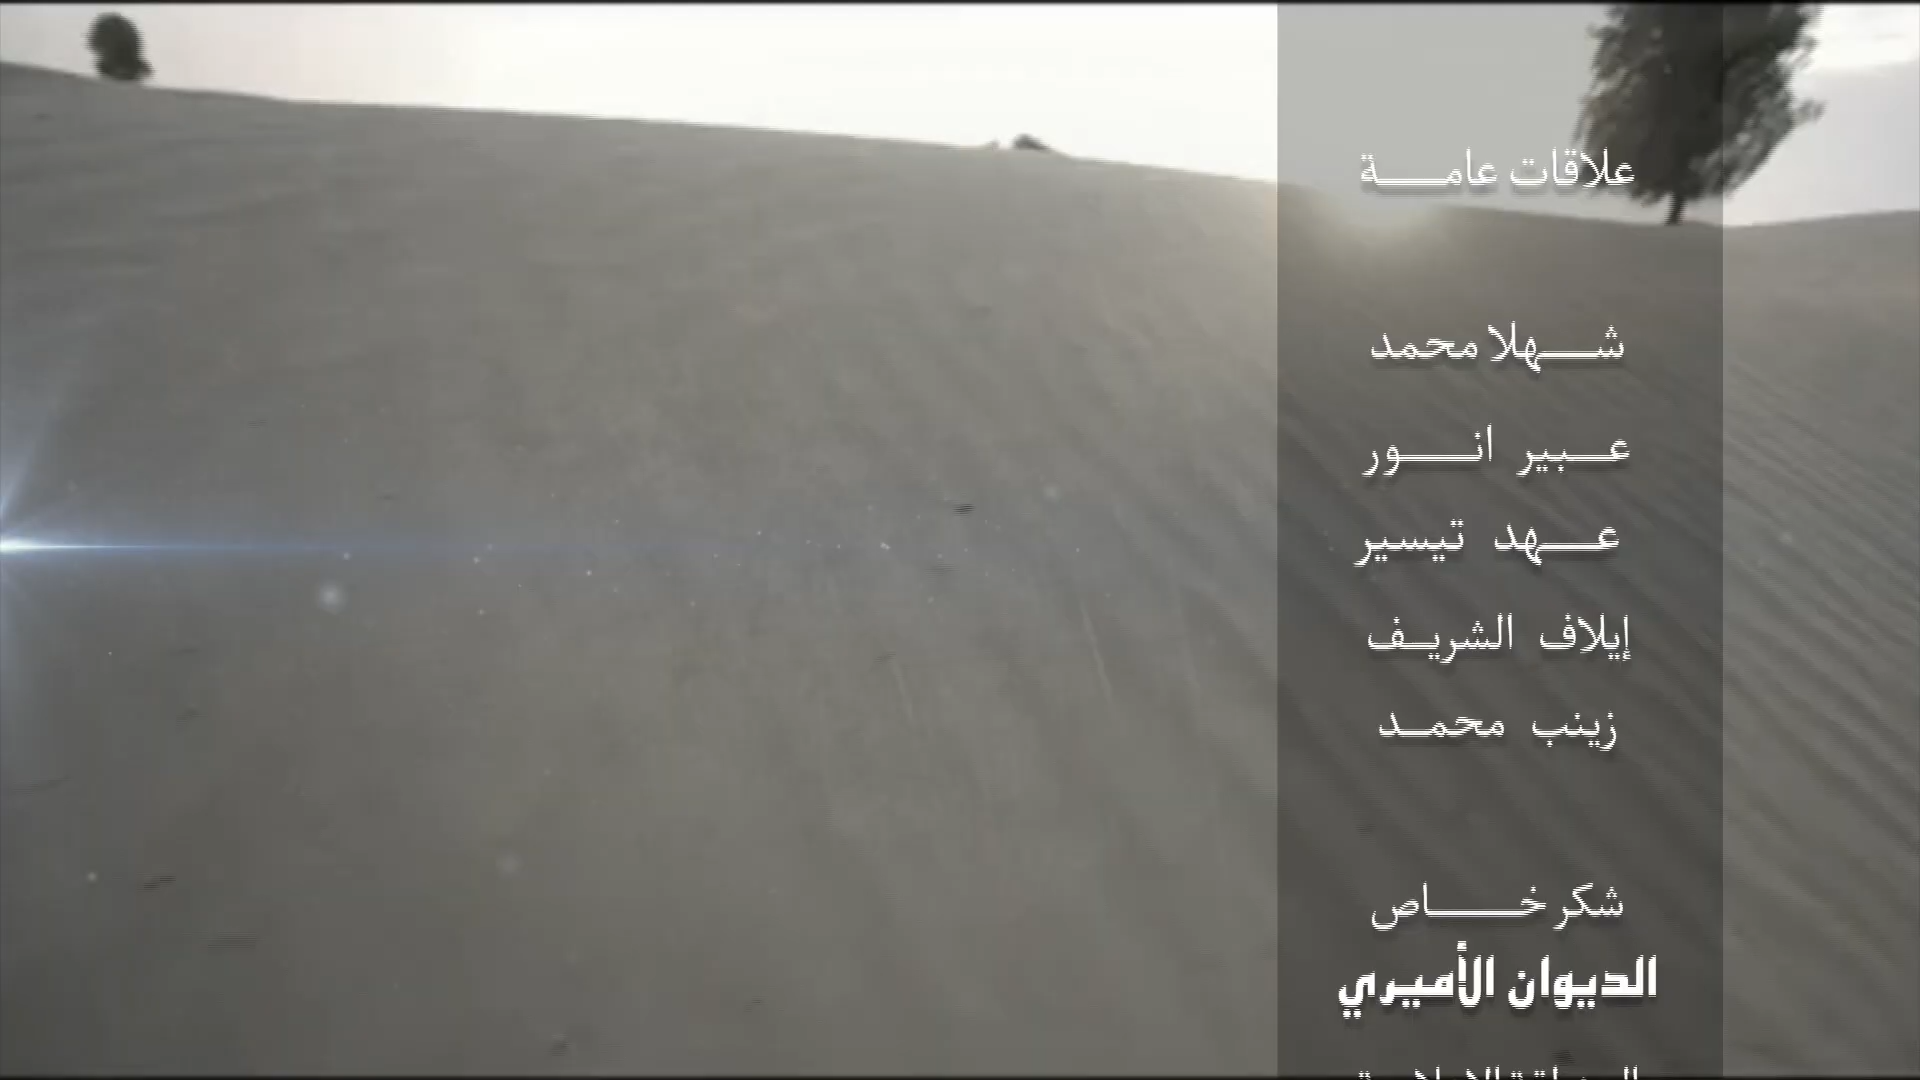 علاقات عامة
شهلا محمد
عبير انور
عهد تيسير
إيلاف الشريف
زينب محمد
شكر خاص
الديوان الأميري